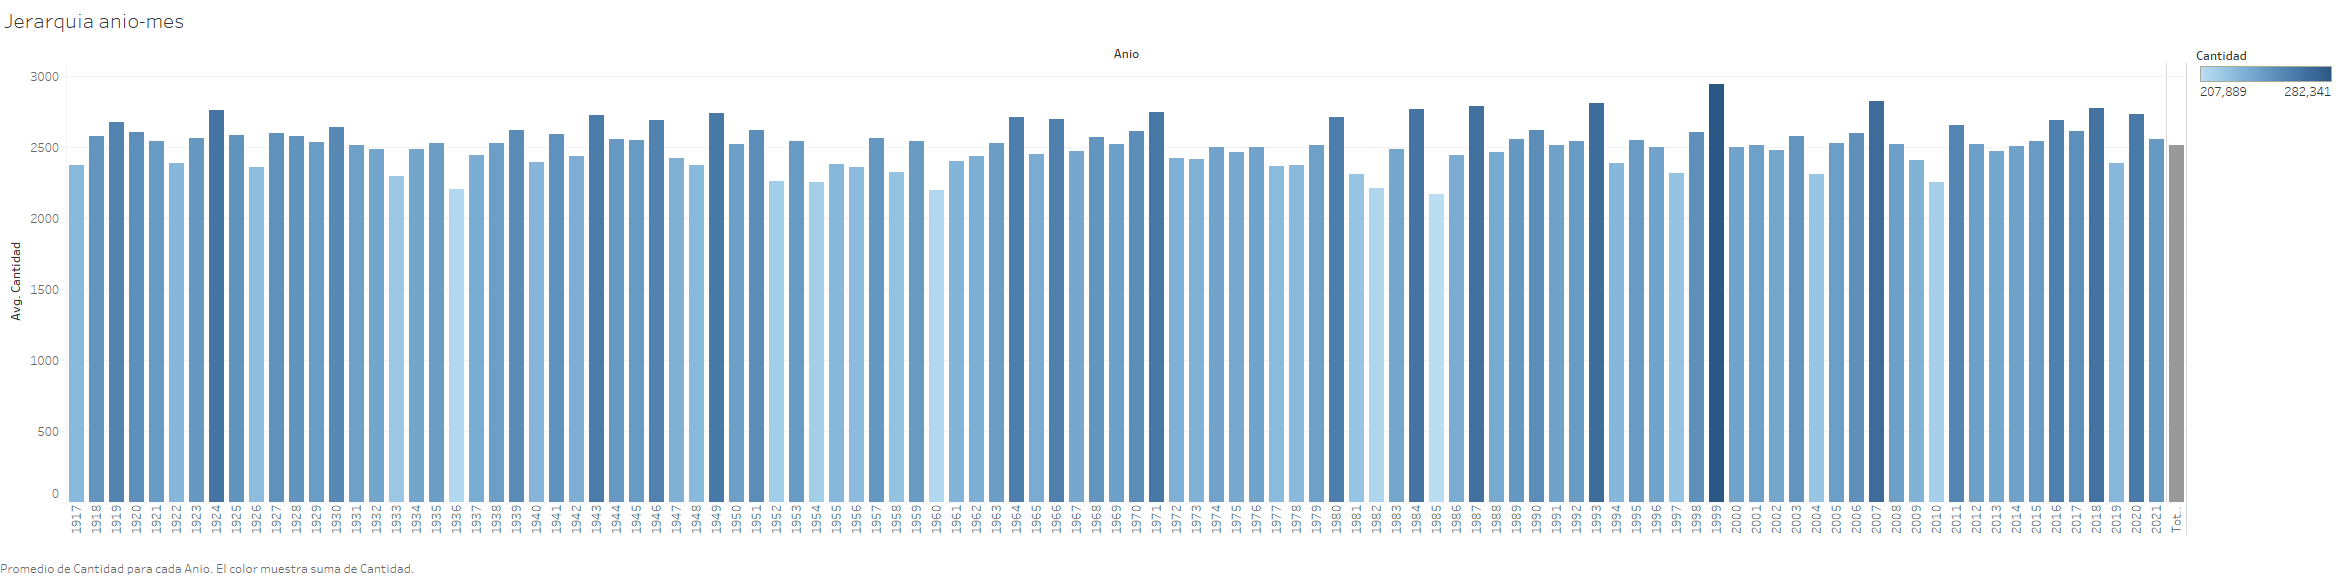 Jerarquia anio-mes
Anio
Cantidad
207,889 282,341
Avg. Cantidad
3000
2500
2000
1500
1000
500
0
1917 1918 1919 1920 1921 1922 1923 1924 1925 1926 1927 1928 1929 1930 1931 1932 1933 1934 1935 1936 1937 1938 1939 1940 1941 1942 1943 1944 1945 1946 1947 1948 1949 1950 1951 1952 1953 1954 1955 1956 1957 1958 1959 1960 1961 1962 1963 1964 1965 1966 1967 1968 1969 1970 1971 1972 1973 1974 1975 1976 1977 1978 1979 1980 1981 1982 1983 1984 1985 1986 1987 1988 1989 1990 1991 1992 1993 1994 1995 1996 1997 1998 1999 2000 2001 2002 2003 2004 2005 2006 2007 2008 2009 2010 2011 2012 2013 2014 2015 2016 2017 2018 2019 2020 2021 Tot..
Promedio de Cantidad para cada Anio. El color muestra suma de Cantidad.